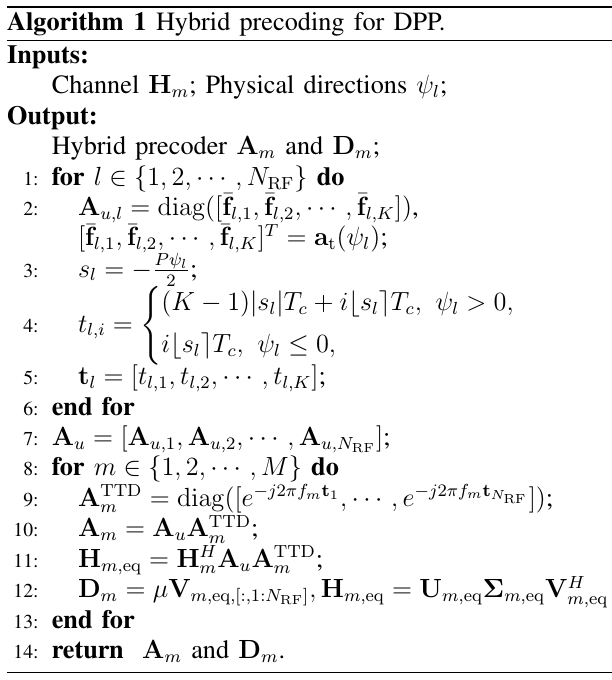 Algorithm 1 Hybrid precoding for DPP.
Inputs:
Channel H_m; Physical directions ψ_l;
Output:
Hybrid precoder A_m and D_m;
1: for l ∈ {1, 2, ⋯ , N_RF} do
2: A_{u,l} = diag([f̄_{l,1}, f̄_{l,2}, ⋯ , f̄_{l,K}]),
[f̄_{l,1}, f̄_{l,2}, ⋯ , f̄_{l,K}]^T = a_t(ψ_l);
3: s_l = −\frac{Pψ_l}{2};
4: t_{l,i} = { (K − 1)|s_l|T_c + i⌊s_l⌉T_c, ψ_l > 0,
i⌊s_l⌉T_c, ψ_l ≤ 0,
5: t_l = [t_{l,1}, t_{l,2}, ⋯ , t_{l,K}];
6: end for
7: A_u = [A_{u,1}, A_{u,2}, ⋯ , A_{u,N_RF}];
8: for m ∈ {1, 2, ⋯ , M} do
9: A_m^{TTD} = diag([e^{−j2πf_m t_1}, ⋯ , e^{−j2πf_m t_{N_RF}}]);
10: A_m = A_u A_m^{TTD};
11: H_{m,eq} = H_m^H A_u A_m^{TTD};
12: D_m = μV_{m,eq,[:,1:N_RF]}, H_{m,eq} = U_{m,eq} Σ_{m,eq} V_{m,eq}^H
13: end for
14: return A_m and D_m.